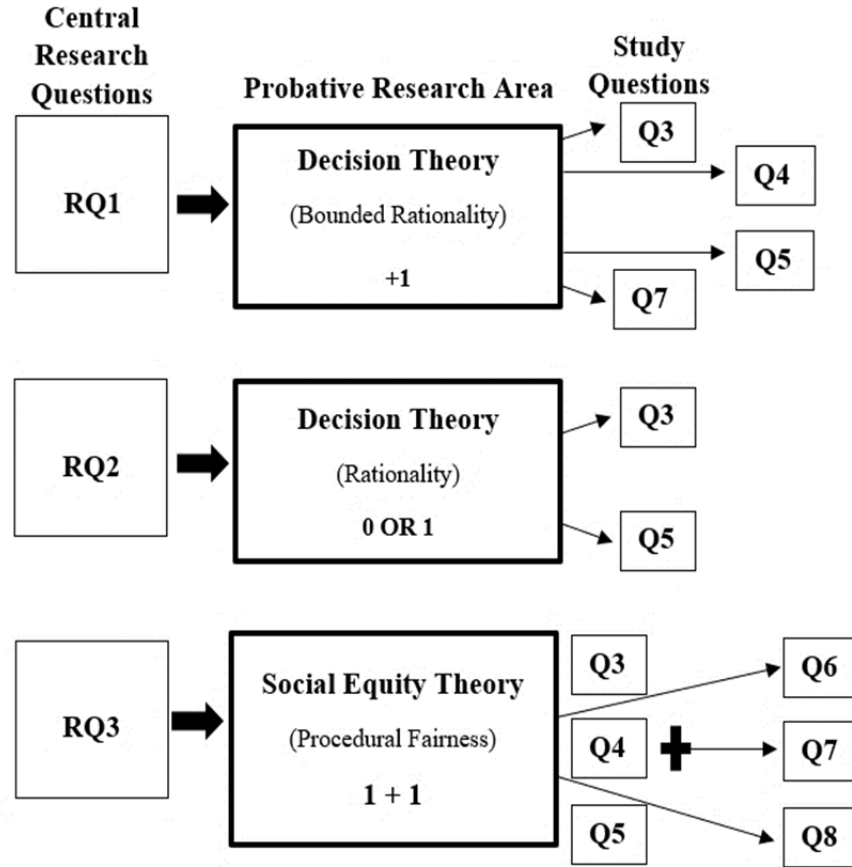 Central
Research
Questions
Probative Research Area
Study
Questions
RQ1
Decision Theory
(Bounded Rationality)
+1
Q3
Q4
Q5
Q7
RQ2
Decision Theory
(Rationality)
0 OR 1
Q3
Q5
RQ3
Social Equity Theory
(Procedural Fairness)
1 + 1
Q3
Q4
Q5
+
Q6
Q7
Q8